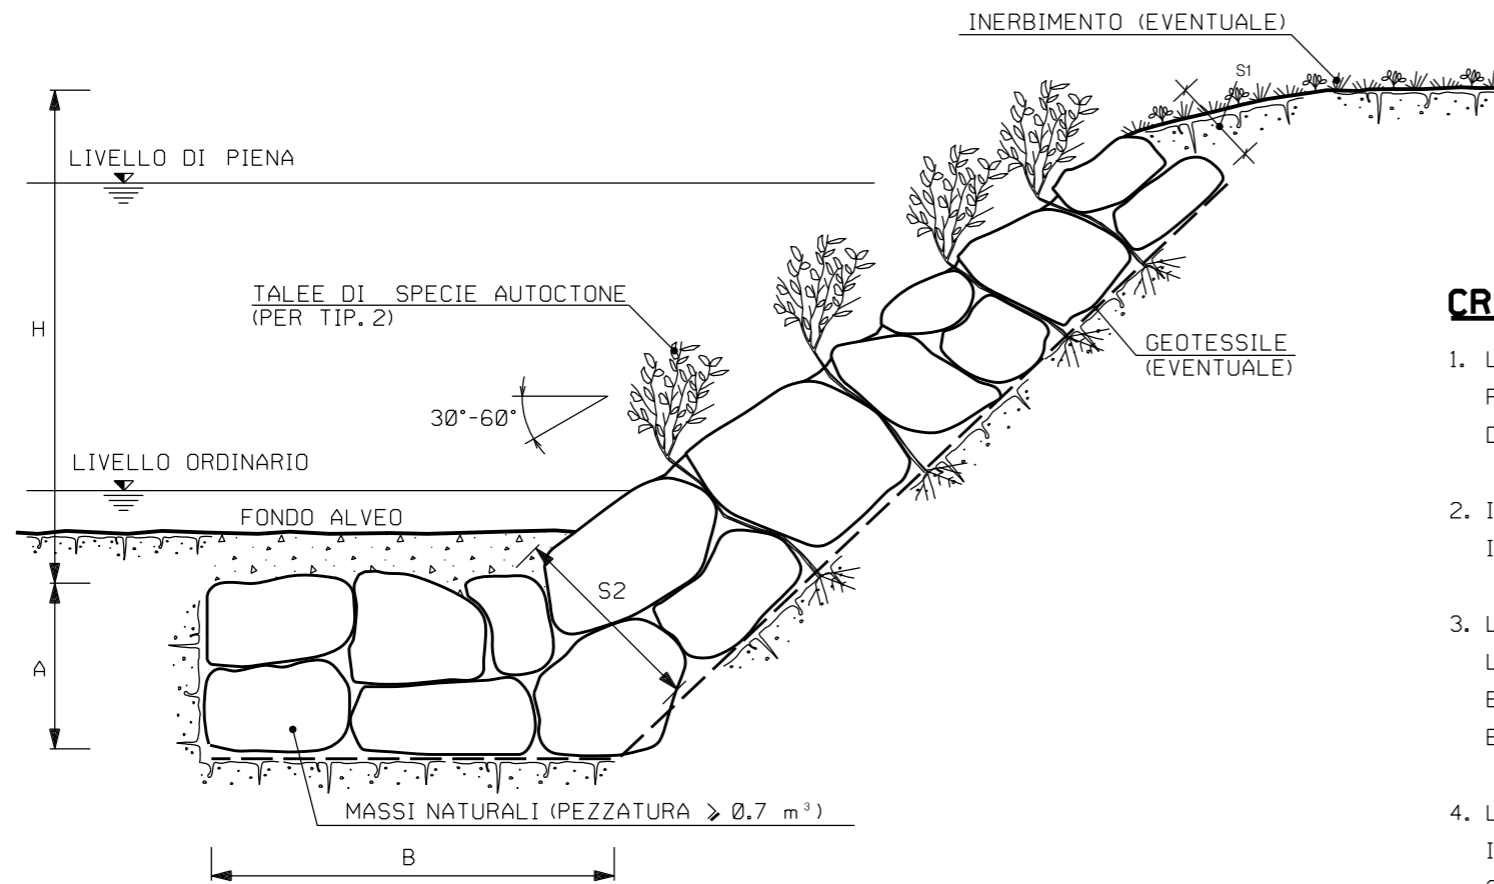 INERBIMENTO (EVENTUALE)
S1
LIVELLO DI PIENA
TALEE DI SPECIE AUTOCTONE
(PER TIP. 2)
H
GEOTESSILE
(EVENTUALE)
30°-60°
LIVELLO ORDINARIO
FONDO ALVEO
S2
A
MASSI NATURALI (PEZZATURA ⩾ 0.7 m³)
B
1.
2.
3.
4.